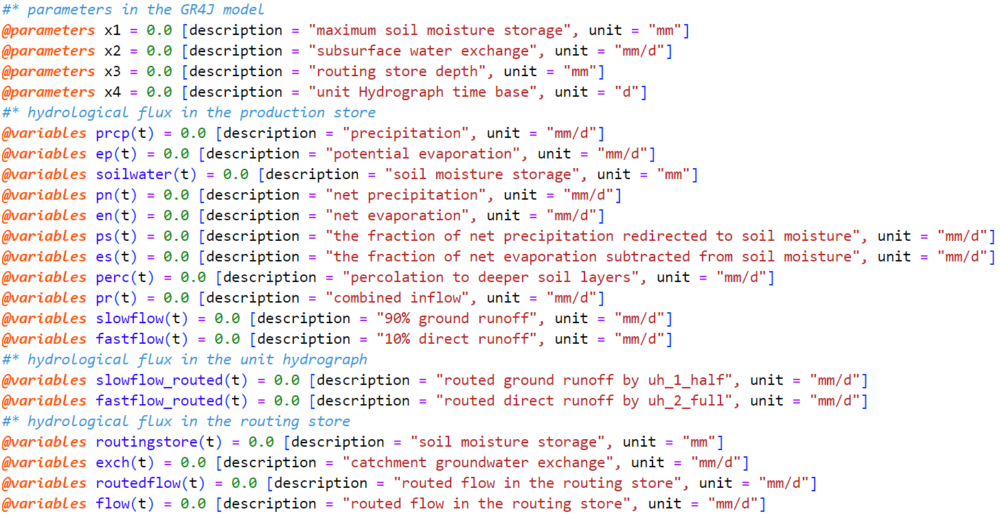 #* parameters in the GR4J model
@parameters x1 = 0.0 [description = "maximum soil moisture storage", unit = "mm"]
@parameters x2 = 0.0 [description = "subsurface water exchange", unit = "mm/d"]
@parameters x3 = 0.0 [description = "routing store depth", unit = "mm"]
@parameters x4 = 0.0 [description = "unit Hydrograph time base", unit = "d"]
#* hydrological flux in the production store
@variables prcp(t) = 0.0 [description = "precipitation", unit = "mm/d"]
@variables ep(t) = 0.0 [description = "potential evaporation", unit = "mm/d"]
@variables soilwater(t) = 0.0 [description = "soil moisture storage", unit = "mm"]
@variables pn(t) = 0.0 [description = "net precipitation", unit = "mm/d"]
@variables en(t) = 0.0 [description = "net evaporation", unit = "mm/d"]
@variables ps(t) = 0.0 [description = "the fraction of net precipitation redirected to soil moisture", unit = "mm/d"]
@variables es(t) = 0.0 [description = "the fraction of net evaporation subtracted from soil moisture", unit = "mm/d"]
@variables perc(t) = 0.0 [description = "percolation to deeper soil layers", unit = "mm/d"]
@variables pr(t) = 0.0 [description = "combined inflow", unit = "mm/d"]
@variables slowflow(t) = 0.0 [description = "90% ground runoff", unit = "mm/d"]
@variables fastflow(t) = 0.0 [description = "10% direct runoff", unit = "mm/d"]
#* hydrological flux in the unit hydrograph
@variables slowflow_routed(t) = 0.0 [description = "routed ground runoff by uh_1_half", unit = "mm/d"]
@variables fastflow_routed(t) = 0.0 [description = "routed direct runoff by uh_2_full", unit = "mm/d"]
#* hydrological flux in the routing store
@variables routingstore(t) = 0.0 [description = "soil moisture storage", unit = "mm"]
@variables exch(t) = 0.0 [description = "catchment groundwater exchange", unit = "mm/d"]
@variables routedflow(t) = 0.0 [description = "routed flow in the routing store", unit = "mm/d"]
@variables flow(t) = 0.0 [description = "routed flow in the routing store", unit = "mm/d"]